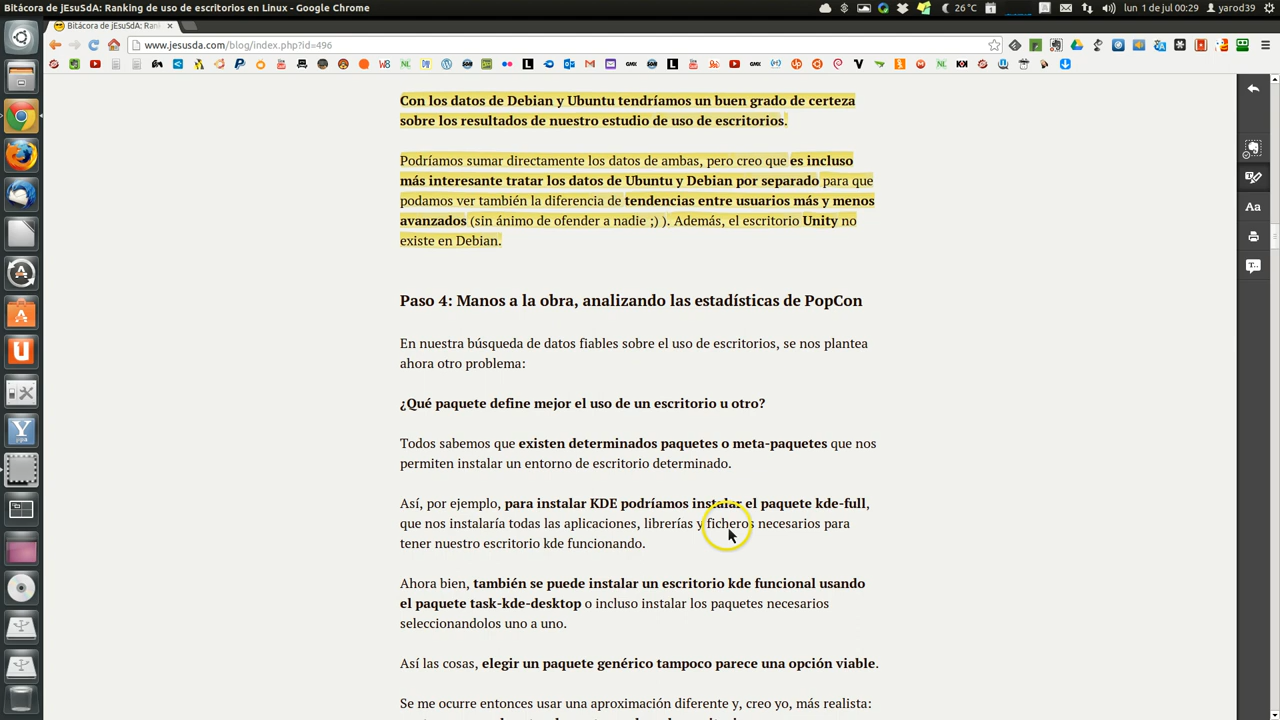 Bitácora de jEsuSdA: Ranking de uso de escritorios en Linux - Google Chrome
26°C
lun 1 de jul 00:29
yarod39
Bitácora de jEsuSdA: Ran
www.jesusda.com/blog/index.php?id=496
Con los datos de Debian y Ubuntu tendríamos un buen grado de certeza
sobre los resultados de nuestro estudio de uso de escritorios.
Podríamos sumar directamente los datos de ambas, pero creo que es incluso
más interesante tratar los datos de Ubuntu y Debian por separado para que
podamos ver también la diferencia de tendencias entre usuarios más y menos
avanzados (sin ánimo de ofender a nadie ;) ). Además, el escritorio Unity no
existe en Debian.
Paso 4: Manos a la obra, analizando las estadísticas de PopCon
En nuestra búsqueda de datos fiables sobre el uso de escritorios, se nos plantea
ahora otro problema:
¿Qué paquete define mejor el uso de un escritorio u otro?
Todos sabemos que existen determinados paquetes o meta-paquetes que nos
permiten instalar un entorno de escritorio determinado.
Así, por ejemplo, para instalar KDE podríamos instalar el paquete kde-full,
que nos instalaría todas las aplicaciones, librerías y ficheros necesarios para
tener nuestro escritorio kde funcionando.
Ahora bien, también se puede instalar un escritorio kde funcional usando
el paquete task-kde-desktop o incluso instalar los paquetes necesarios
seleccionandolos uno a uno.
Así las cosas, elegir un paquete genérico tampoco parece una opción viable.
Se me ocurre entonces usar una aproximación diferente y, creo yo, más realista:
Aa